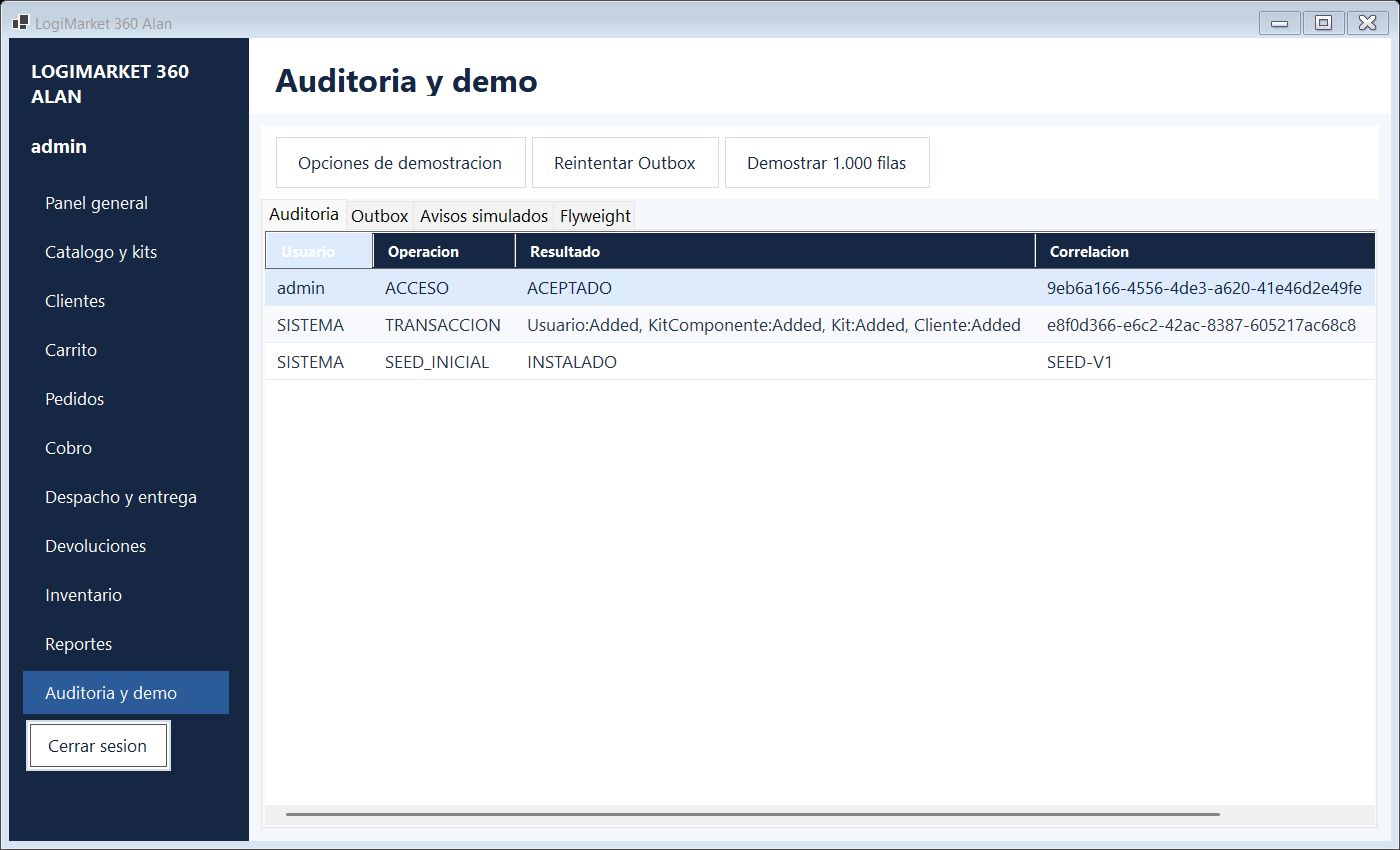 LogiMarket 360 Alan
LOGIMARKET 360
ALAN
admin
Panel general
Catalogo y kits
Clientes
Carrito
Pedidos
Cobro
Despacho y entrega
Devoluciones
Inventario
Reportes
Auditoria y demo
Cerrar sesion
Auditoria y demo
Opciones de demostracion Reintentar Outbox Demostrar 1.000 filas
Auditoria Outbox Avisos simulados Flyweight
Usuario Operacion Resultado Correlacion
admin ACCESO ACEPTADO 9eb6a166-4556-4de3-a620-41e46d2e49fe
SISTEMA TRANSACCION Usuario:Added, KitComponente:Added, Kit:Added, Cliente:Added e8f0d366-e6c2-42ac-8387-605217ac68c8
SISTEMA SEED_INICIAL INSTALADO SEED-V1